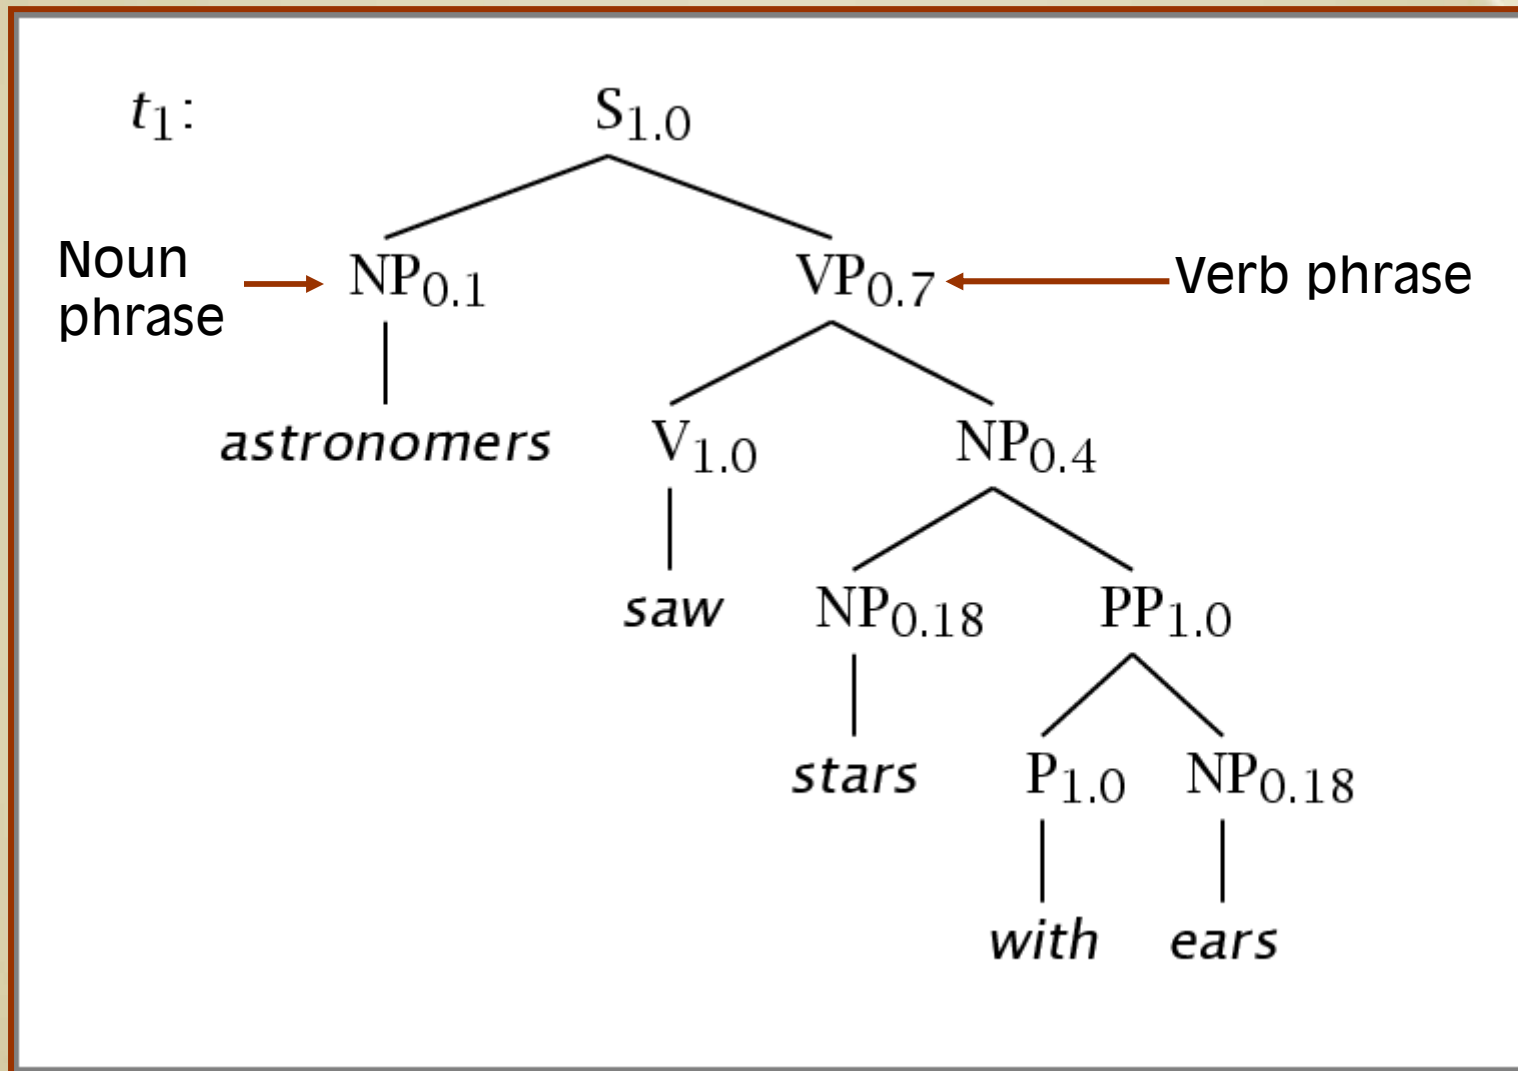 t1: S1.0
Noun phrase NP0.1 VP0.7 Verb phrase
astronomers V1.0 NP0.4
saw NP0.18 PP1.0
stars P1.0 NP0.18
with ears